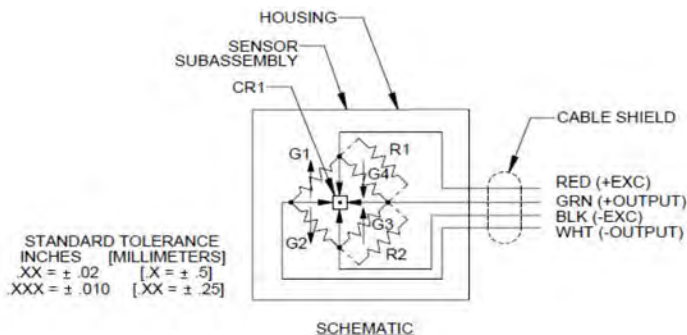 HOUSING
SENSOR
SUBASSEMBLY
CR1
CABLE SHIELD
G1
R1
G4
RED (+EXC)
GRN (+OUTPUT)
BLK (-EXC)
WHT (-OUTPUT)
G2
G3
R2
STANDARD TOLERANCE
INCHES [MILLIMETERS]
.XX = ± .02 [.X = ± .5]
.XXX = ± .010 [.XX = ± .25]
SCHEMATIC